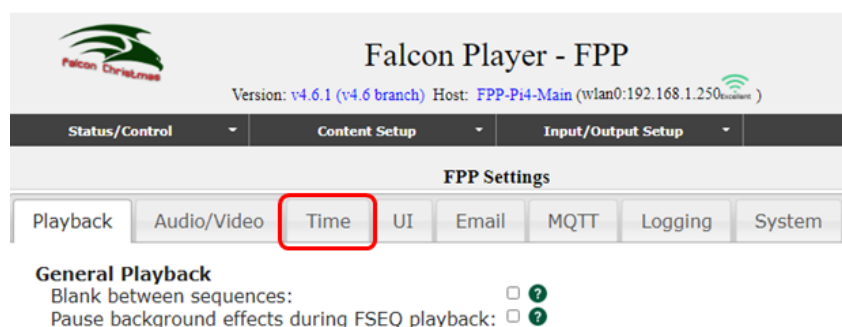 Falcon Christmas
Falcon Player - FPP
Version: v4.6.1 (v4.6 branch) Host: FPP-Pi4-Main (wlan0:192.168.1.250 Excellent )
Status/Control Content Setup Input/Output Setup
FPP Settings
Playback Audio/Video Time UI Email MQTT Logging System
General Playback
Blank between sequences: ?
Pause background effects during FSEQ playback: ?